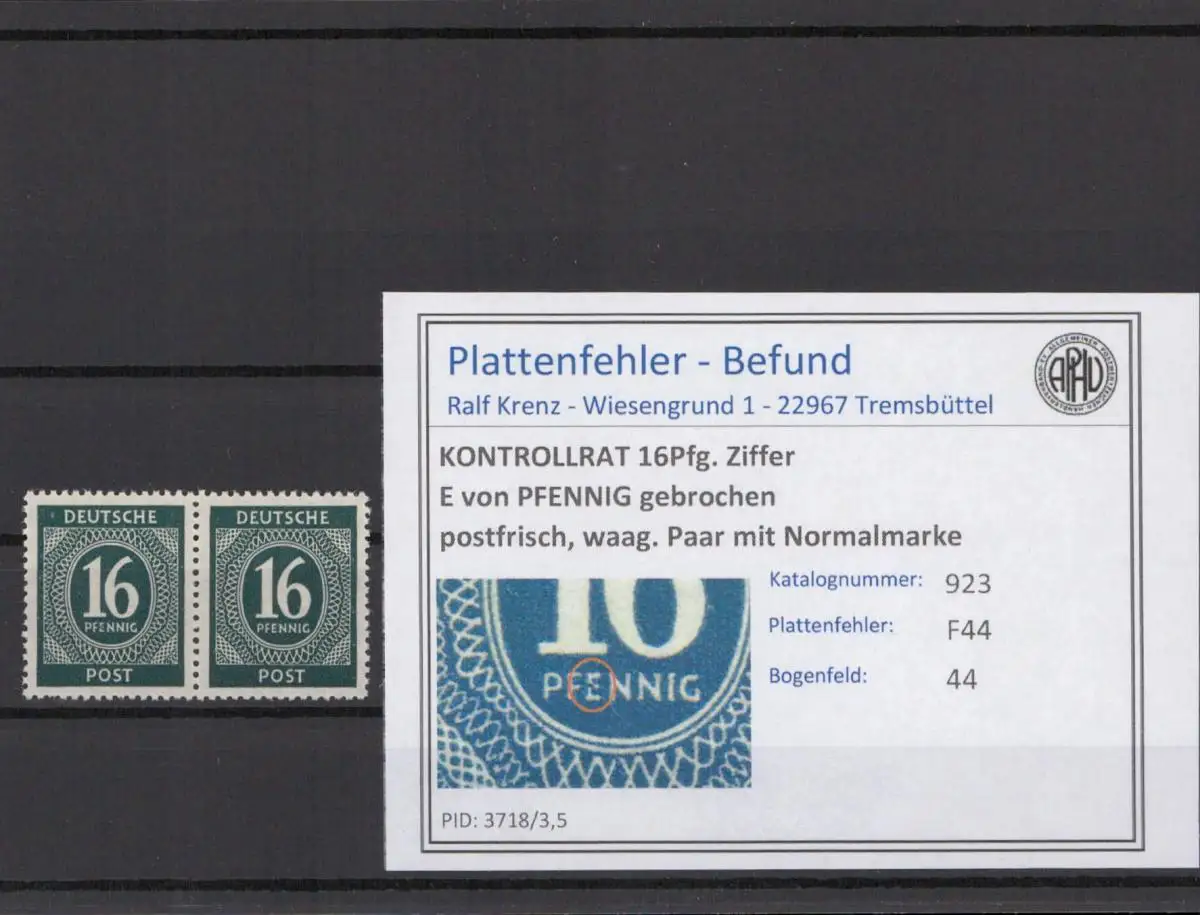 DEUTSCHE
16
PFENNIG
POST
DEUTSCHE
16
PFENNIG
POST
Plattenfehler - Befund
Ralf Krenz - Wiesengrund 1 - 22967 Tremsbüttel
APHV
KONTROLLRAT 16Pfg. Ziffer
E von PFENNIG gebrochen
postfrisch, waag. Paar mit Normalmarke
16
PFENNIG
Katalognummer: 923
Plattenfehler: F44
Bogenfeld: 44
PID: 3718/3,5